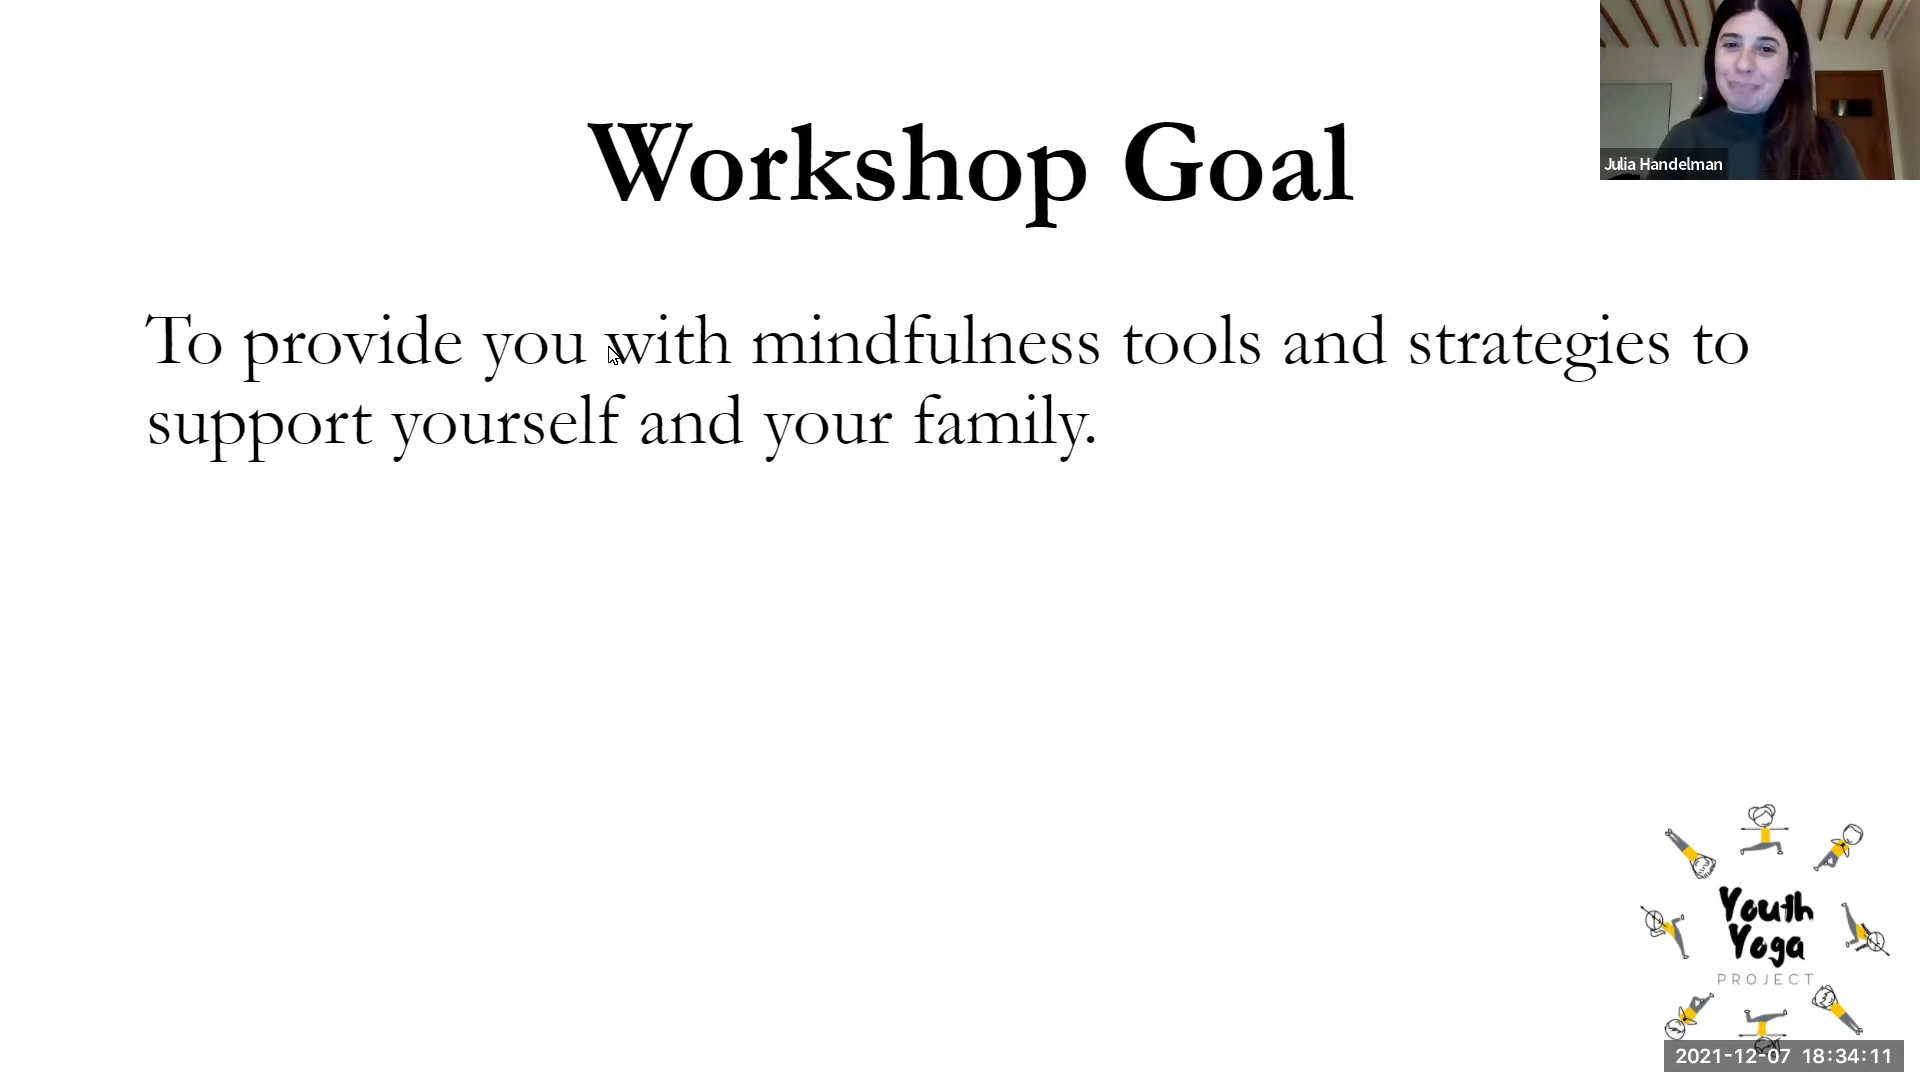 Workshop Goal
Julia Handelman
To provide you with mindfulness tools and strategies to
support yourself and your family.
Youth
Yoga
PROJECT
2021-12-07 18:34:11